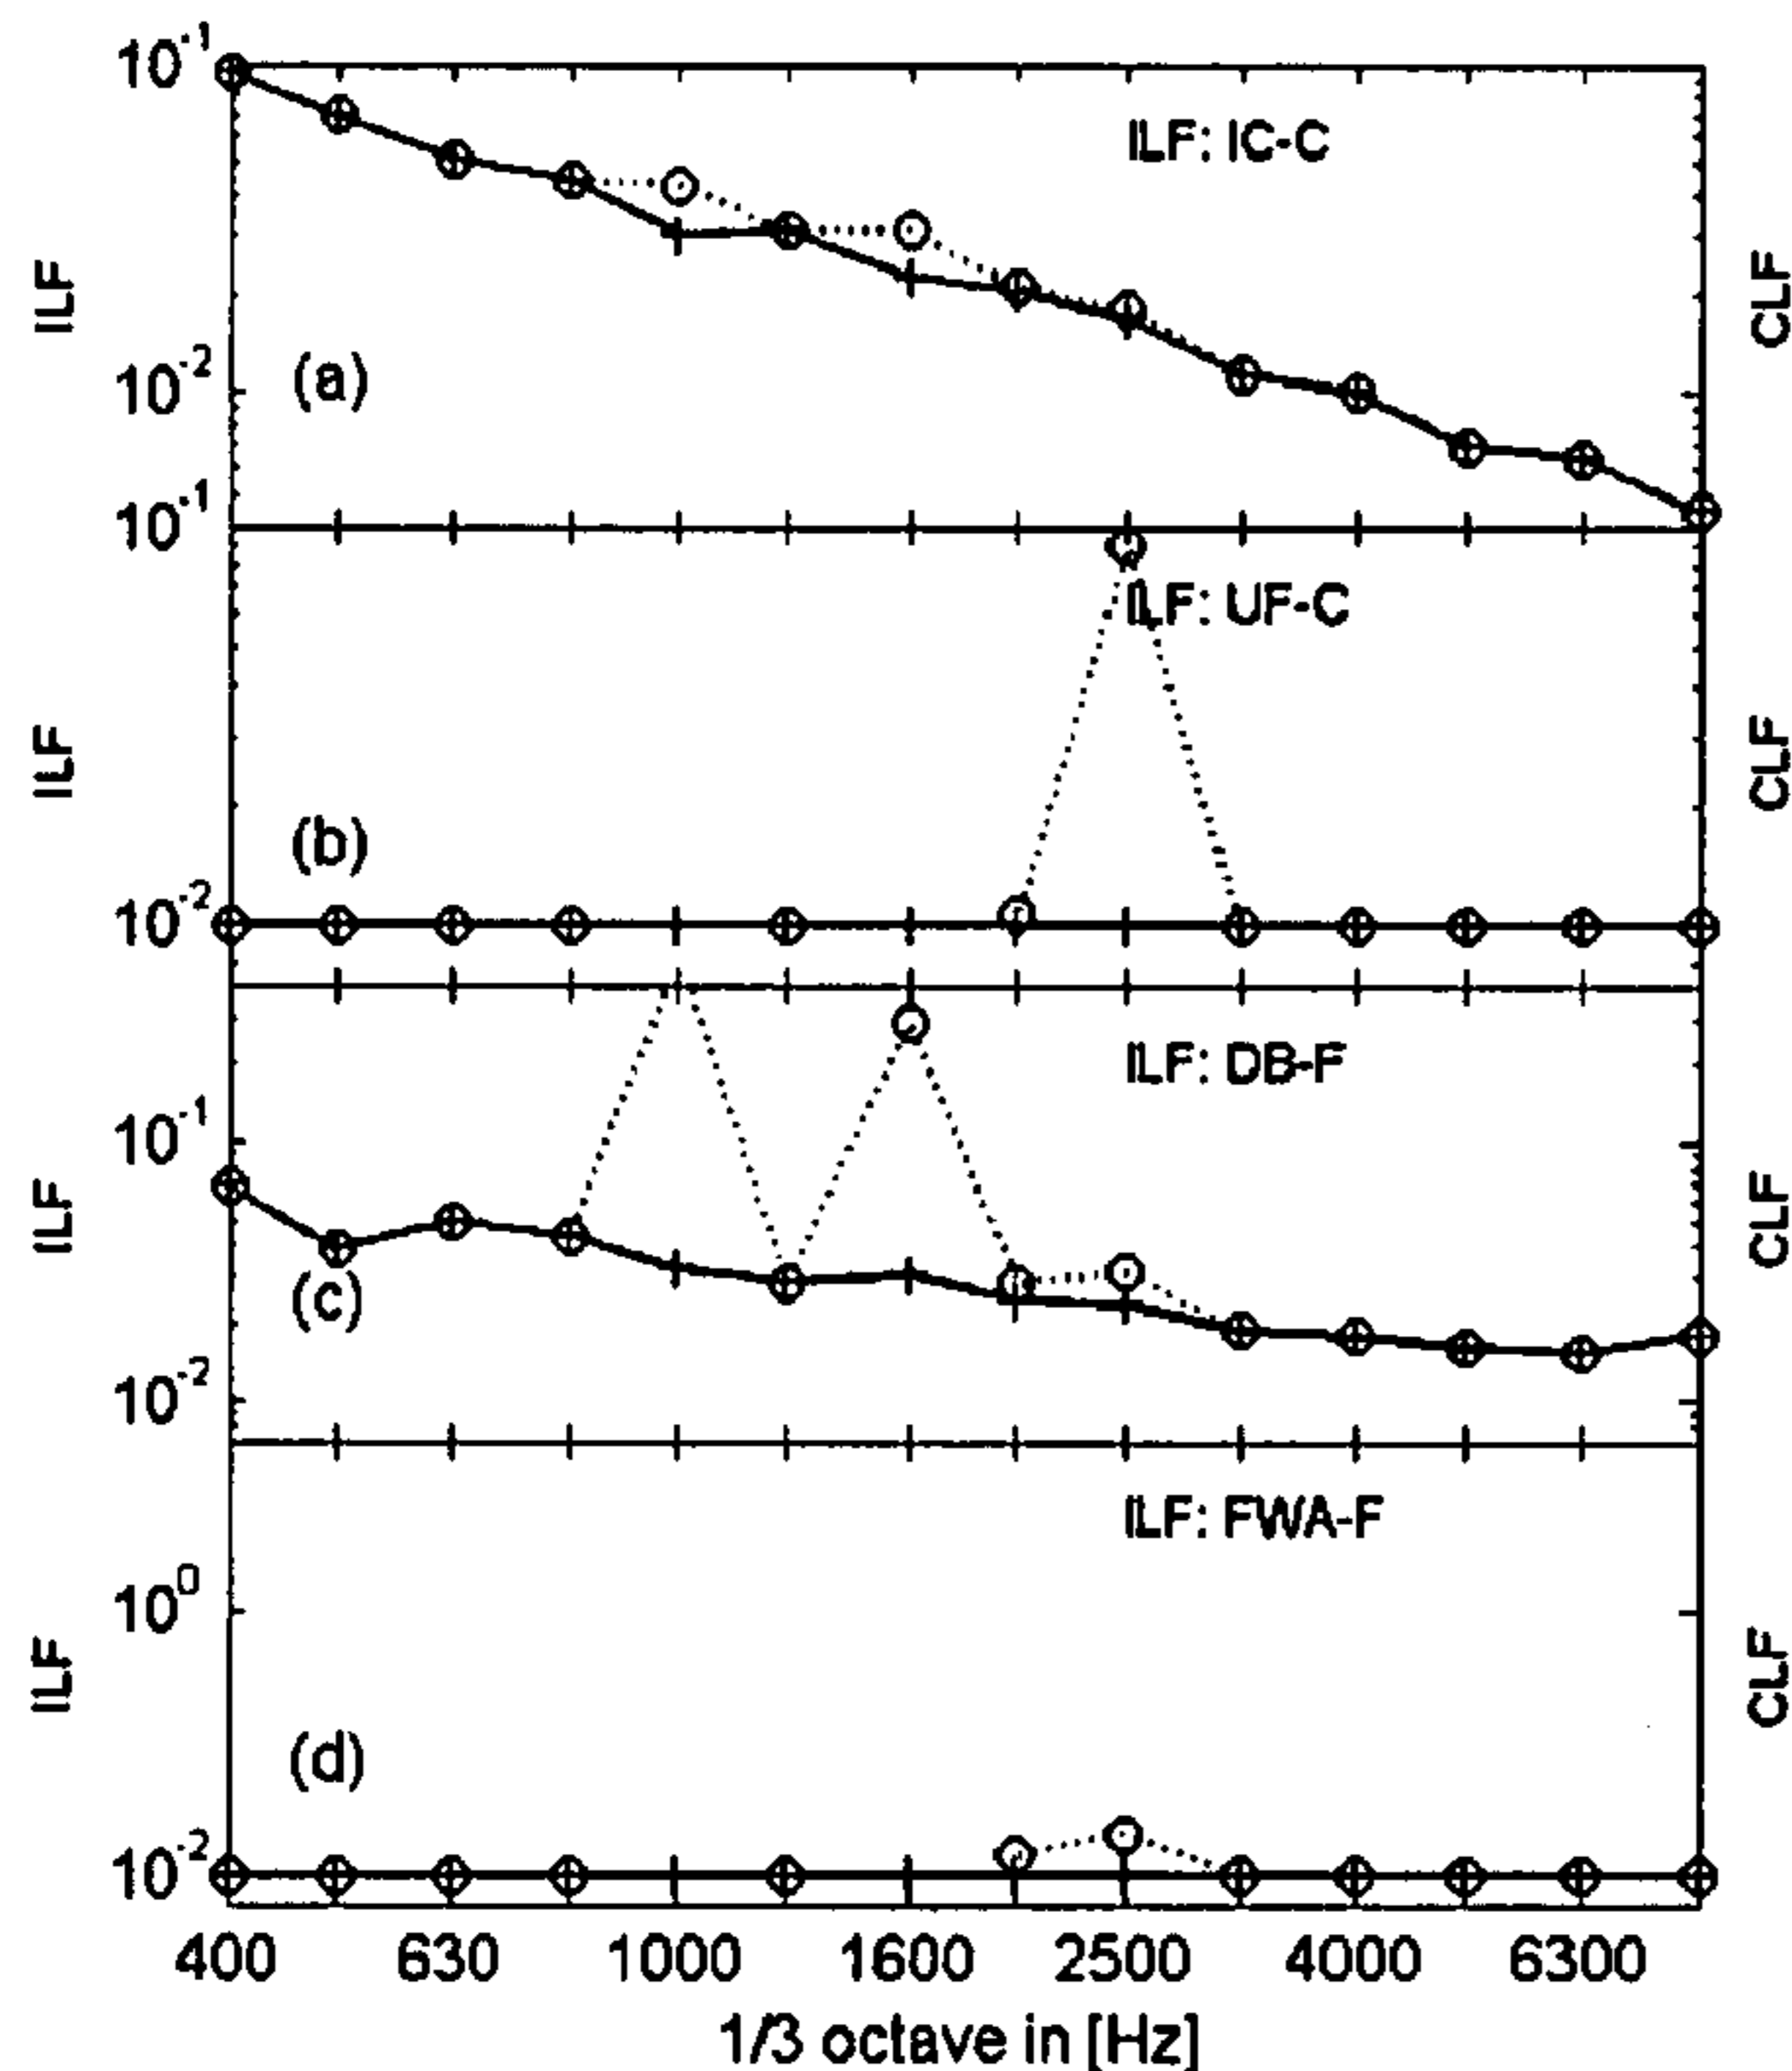 10-1
ILF: IC-C
ILF
CLF
(a)
10-2
10-1
ILF: UF-C
ILF
CLF
(b)
10-2
ILF: DB-F
10-1
ILF
CLF
(c)
10-2
ILF: FWA-F
100
ILF
CLF
(d)
10-2
400 630 1000 1600 2500 4000 6300
1/3 octave in [Hz]